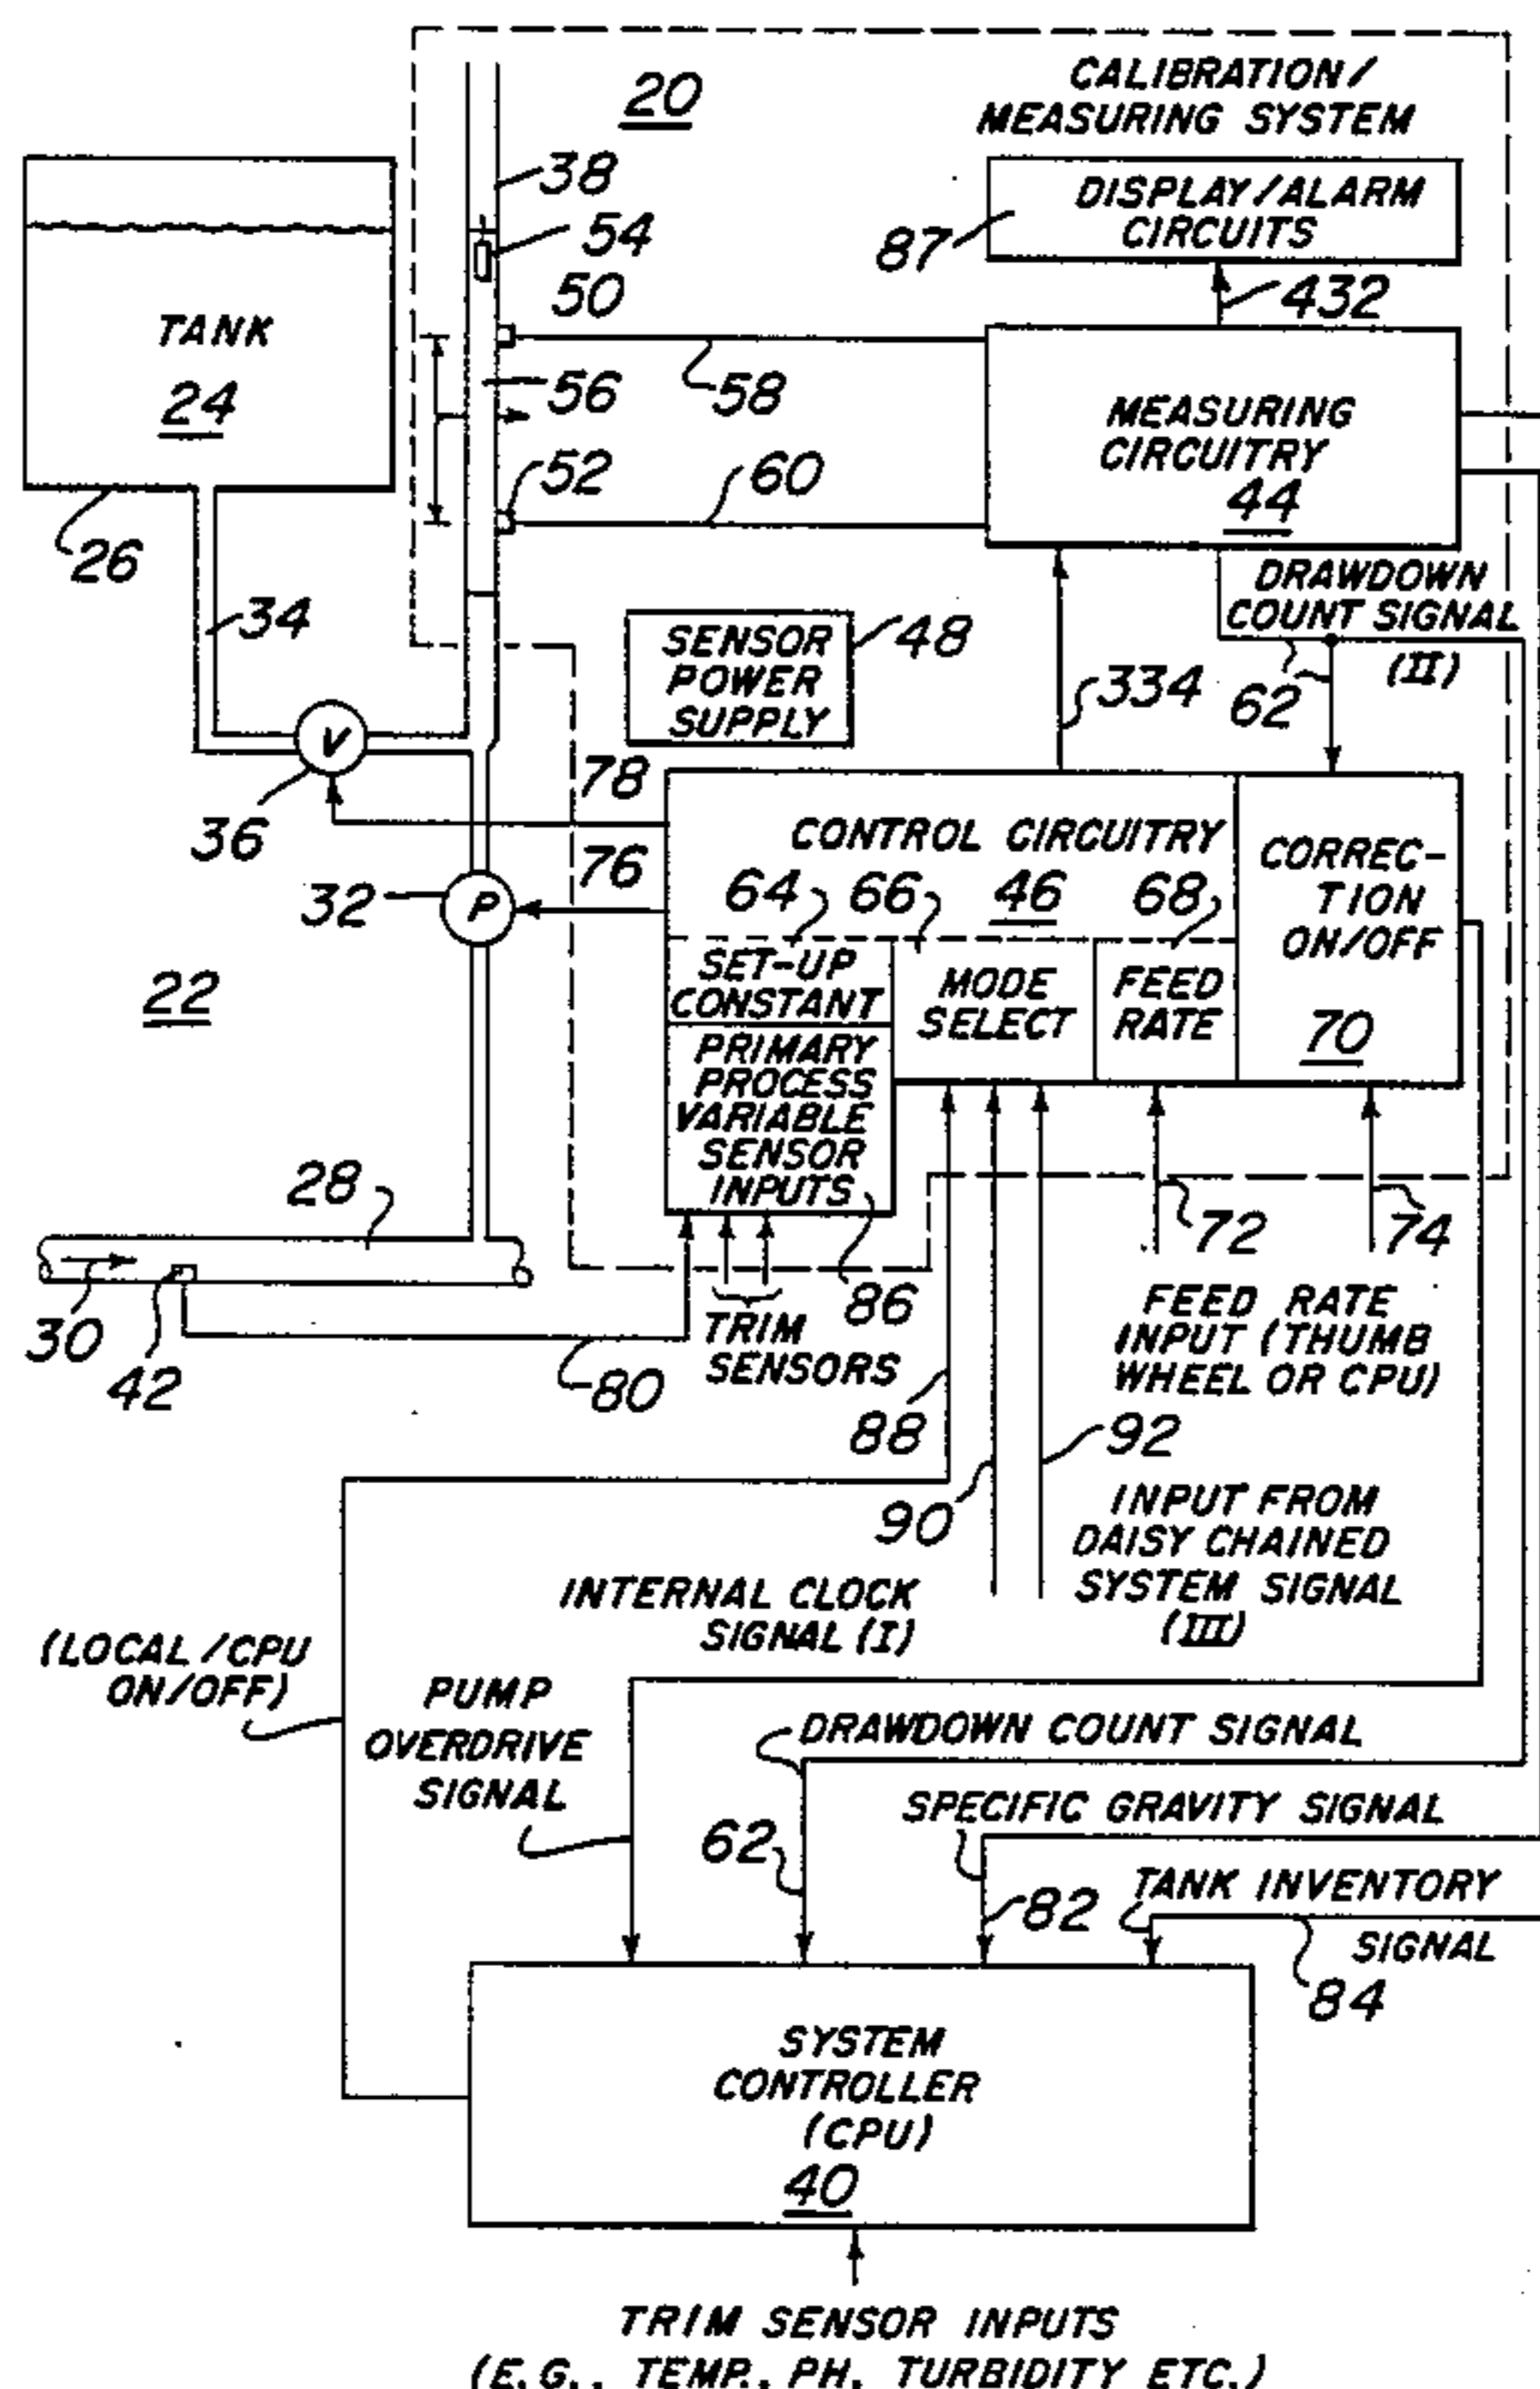 20
CALIBRATION/
MEASURING SYSTEM
38
DISPLAY/ALARM
CIRCUITS
87
54
50
432
TANK
24
56
58
MEASURING
CIRCUITRY
44
52
60
26
34
DRAWDOWN
COUNT SIGNAL
(II)
62
SENSOR
POWER
SUPPLY
48
334
V
36
78
CONTROL CIRCUITRY
46
76
64
66
68
CORREC-
TION
ON/OFF
70
32
P
22
SET-UP
CONSTANT
MODE
SELECT
FEED
RATE
PRIMARY
PROCESS
VARIABLE
SENSOR
INPUTS
28
72
74
30
42
80
TRIM
SENSORS
86
FEED RATE
INPUT (THUMB
WHEEL OR CPU)
88
92
90
INPUT FROM
DAISY CHAINED
SYSTEM SIGNAL
(III)
INTERNAL CLOCK
SIGNAL (I)
(LOCAL/CPU
ON/OFF)
PUMP
OVERDRIVE
SIGNAL
DRAWDOWN COUNT SIGNAL
62
SPECIFIC GRAVITY SIGNAL
82
TANK INVENTORY
SIGNAL
84
SYSTEM
CONTROLLER
(CPU)
40
TRIM SENSOR INPUTS
(E.G., TEMP., PH, TURBIDITY ETC.)